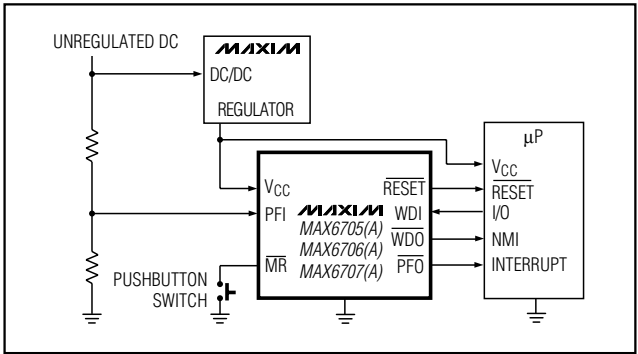 UNREGULATED DC
MAXIM
DC/DC
REGULATOR
µP
VCC
RESET
I/O
NMI
INTERRUPT
VCC
PFI
MR
MAXIM
MAX6705(A)
MAX6706(A)
MAX6707(A)
RESET
WDI
WDO
PFO
PUSHBUTTON
SWITCH